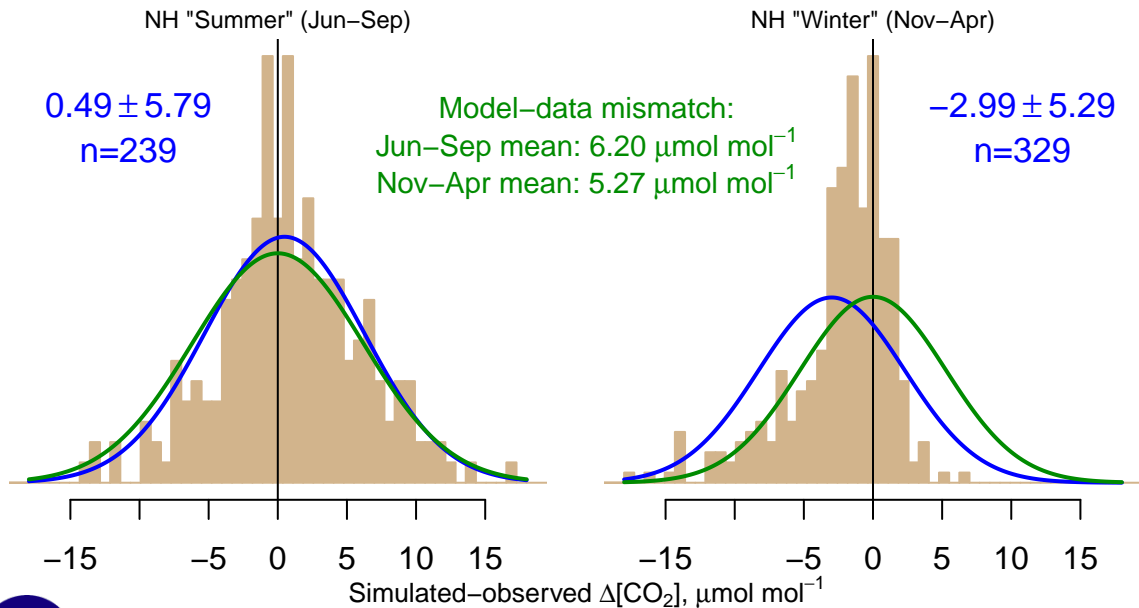 NH "Summer" (Jun−Sep)
NH "Winter" (Nov−Apr)
0.49 ± 5.79
n=239
Model−data mismatch:
Jun−Sep mean: 6.20 μmol mol⁻¹
Nov−Apr mean: 5.27 μmol mol⁻¹
−2.99 ± 5.29
n=329
−15 −5 0 5 10 15
−15 −5 0 5 10 15
Simulated−observed Δ[CO₂], μmol mol⁻¹